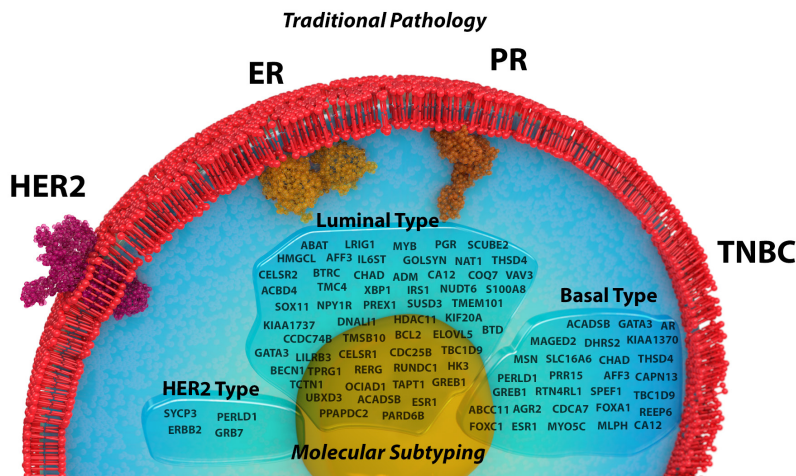 Traditional Pathology
ER
PR
HER2
TNBC
Luminal Type
ABAT LRIG1 MYB PGR SCUBE2
HMGCL AFF3 IL6ST GOLSYN NAT1 THSD4
CELSR2 BTRC CHAD ADM CA12 COQ7 VAV3
ACBD4 TMC4 XBP1 IRS1 NUDT6 S100A8
SOX11 NPY1R PREX1 SUSD3 TMEM101
KIAA1737 DNALI1 HDAC11 KIF20A
CCDC74B TMSB10 BCL2 ELOVL5 BTD
GATA3 LILRB3 CELSR1 CDC25B TBC1D9
BECN1 TPRG1 RERG RUNDC1 HK3
TCTN1 OCIAD1 TAPT1 GREB1
UBXD3 ACADSB ESR1
PPAPDC2 PARD6B
Basal Type
ACADSB GATA3 AR
MAGED2 DHRS2 KIAA1370
MSN SLC16A6 CHAD THSD4
PERLD1 PRR15 AFF3 CAPN13
GREB1 RTN4RL1 SPEF1 TBC1D9
ABCC11 AGR2 CDCA7 FOXA1 REEP6
FOXC1 ESR1 MYO5C MLPH CA12
HER2 Type
SYCP3 PERLD1
ERBB2 GRB7
Molecular Subtyping